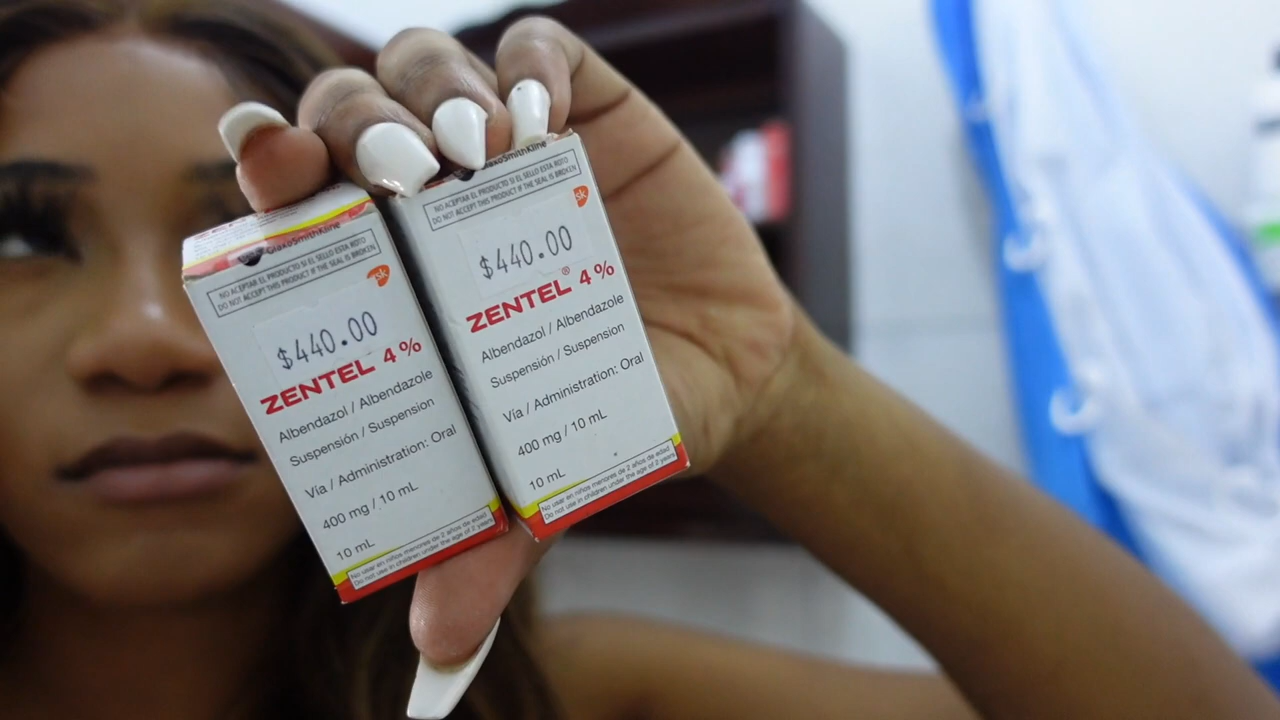 GlaxoSmithKline
NO ACEPTAR EL PRODUCTO SI EL SELLO ESTA ROTO
DO NOT ACCEPT THIS PRODUCT IF THE SEAL IS BROKEN
gsk
$440.00
ZENTEL 4%
Albendazol / Albendazole
Suspensión / Suspension
Vía / Administration: Oral
400 mg / 10 mL
10 mL
No usar en niños menores de 2 años de edad
Do not use in children under the age of 2 years
GlaxoSmithKline
NO ACEPTAR EL PRODUCTO SI EL SELLO ESTA ROTO
DO NOT ACCEPT THIS PRODUCT IF THE SEAL IS BROKEN
gsk
$440.00
ZENTEL® 4%
Albendazol / Albendazole
Suspensión / Suspension
Vía / Administration: Oral
400 mg / 10 mL
10 mL
No usar en niños menores de 2 años de edad
Do not use in children under the age of 2 years